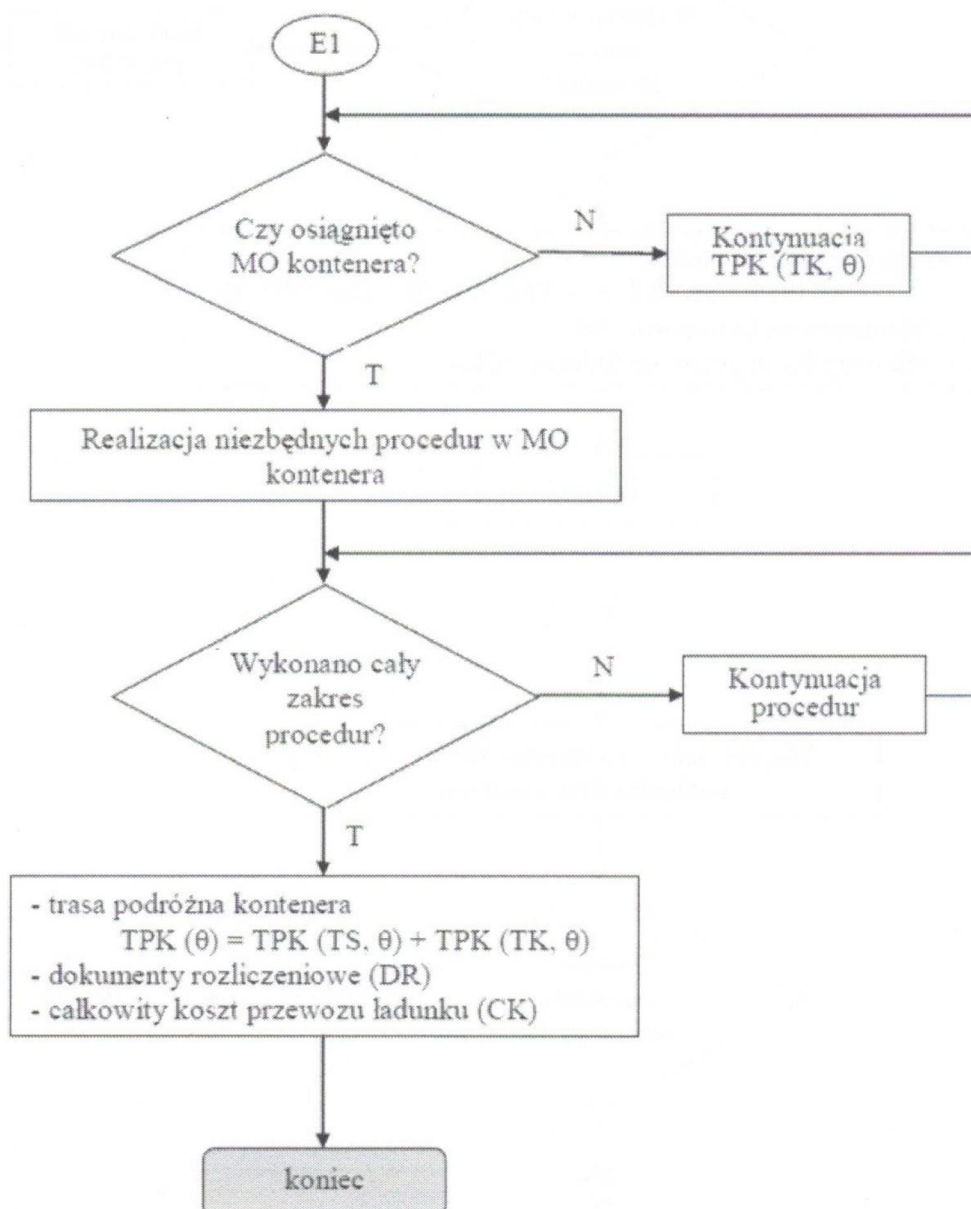 E1
Czy osiągnięto
MO kontenera?
N
Kontynuacja
TPK (TK, θ)
T
Realizacja niezbędnych procedur w MO
kontenera
Wykonano cały
zakres
procedur?
N
Kontynuacja
procedur
T
- trasa podróżna kontenera
TPK (θ) = TPK (TS, θ) + TPK (TK, θ)
- dokumenty rozliczeniowe (DR)
- całkowity koszt przewozu ładunku (CK)
koniec